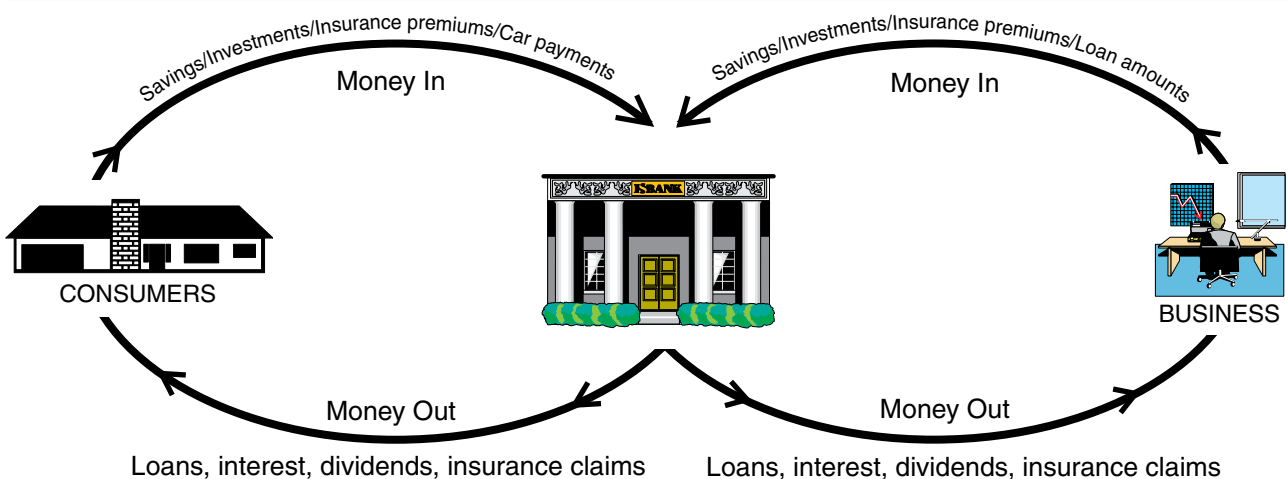 Savings/Investments/Insurance premiums/Car payments
Savings/Investments/Insurance premiums/Loan amounts
Money In
Money In
BANK
CONSUMERS
BUSINESS
Money Out
Money Out
Loans, interest, dividends, insurance claims
Loans, interest, dividends, insurance claims